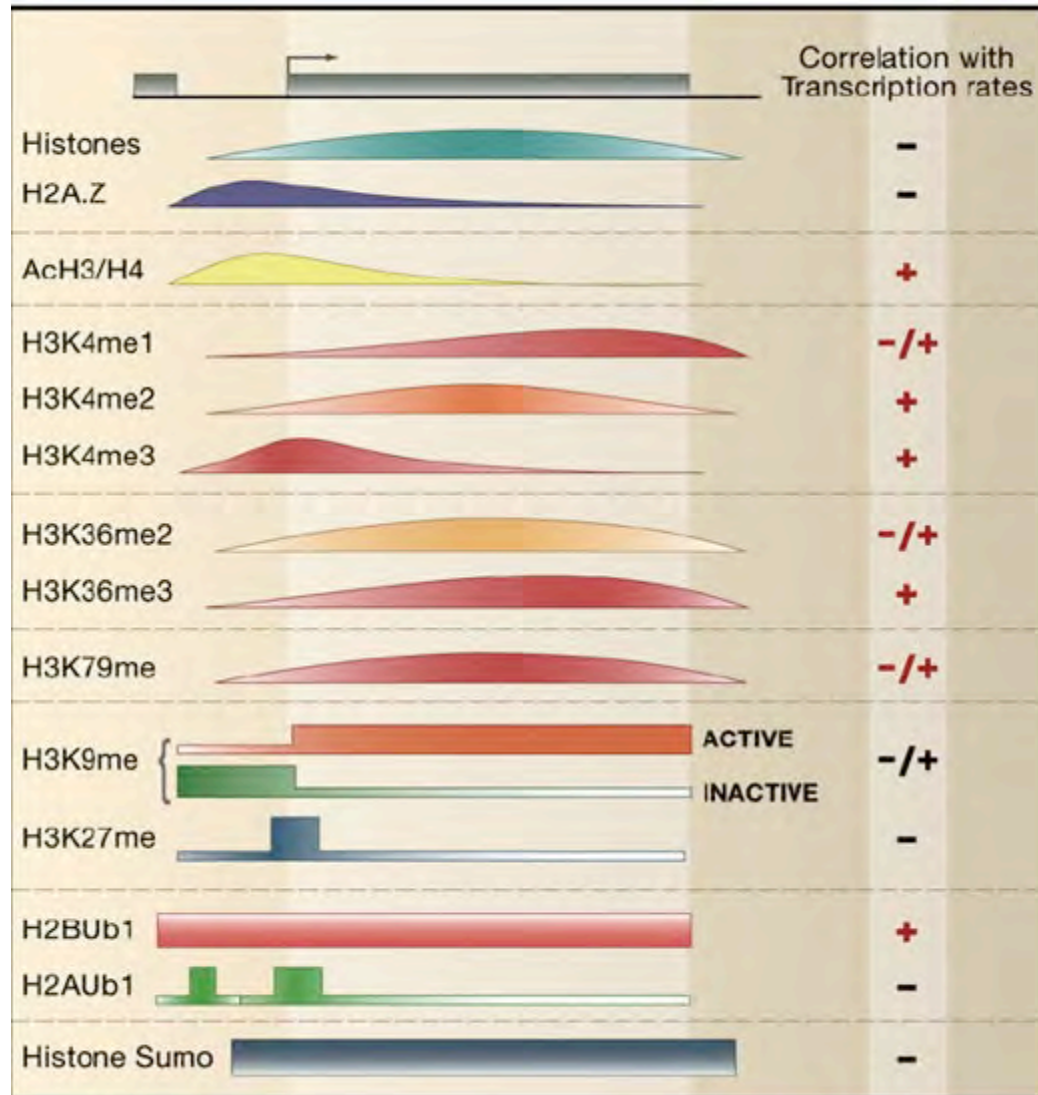 Correlation with
Transcription rates
Histones -
H2A.Z -
AcH3/H4 +
H3K4me1 -/+
H3K4me2 +
H3K4me3 +
H3K36me2 -/+
H3K36me3 +
H3K79me -/+
ACTIVE
H3K9me -/+
INACTIVE
H3K27me -
H2BUb1 +
H2AUb1 -
Histone Sumo -